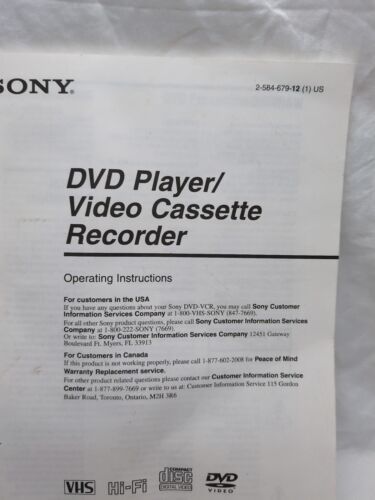 SONY®
2-584-679-12 (1) US
DVD Player/
Video Cassette
Recorder
Operating Instructions
For customers in the USA
If you have any questions about your Sony DVD-VCR, you may call Sony Customer
Information Services Company at 1-800-VHS-SONY (847-7669).
For all other Sony product questions, please call Sony Customer Information Services
Company at 1-800-222-SONY (7669).
Or write to: Sony Customer Information Services Company 12451 Gateway
Boulevard Ft. Myers, FL 33913
For Customers in Canada
If this product is not working properly, please call 1-877-602-2008 for Peace of Mind
Warranty Replacement service.
For other product related questions please contact our Customer Information Service
Center at 1-877-899-7669 or write to us at: Customer Information Service 115 Gordon
Baker Road, Toronto, Ontario, M2H 3R6
VHS Hi-Fi COMPACT disc DIGITAL VIDEO DVD VIDEO